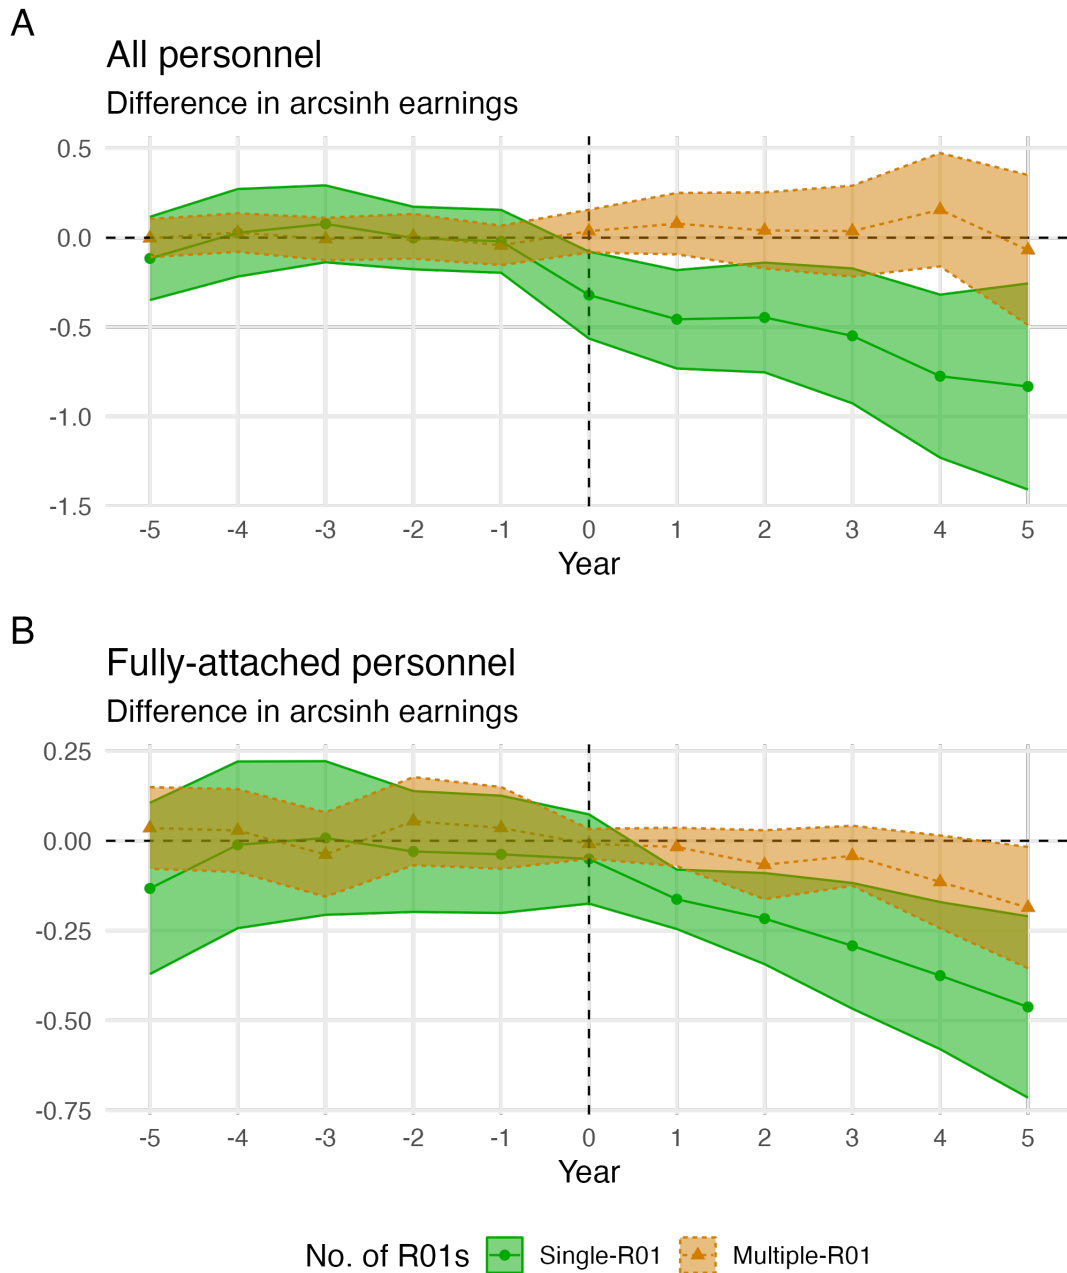 A
All personnel
Difference in arcsinh earnings
0.5
0.0
-0.5
-1.0
-1.5
-5 -4 -3 -2 -1 0 1 2 3 4 5
Year
B
Fully-attached personnel
Difference in arcsinh earnings
0.25
0.00
-0.25
-0.50
-0.75
-5 -4 -3 -2 -1 0 1 2 3 4 5
Year
No. of R01s Single-R01 Multiple-R01